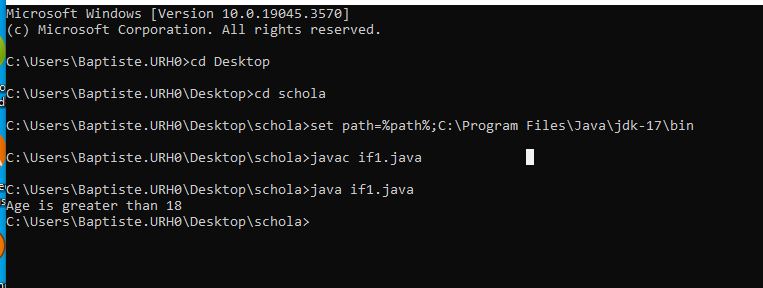 Microsoft Windows [Version 10.0.19045.3570]
(c) Microsoft Corporation. All rights reserved.
C:\Users\Baptiste.URH0>cd Desktop
C:\Users\Baptiste.URH0\Desktop>cd schola
C:\Users\Baptiste.URH0\Desktop\schola>set path=%path%;C:\Program Files\Java\jdk-17\bin
C:\Users\Baptiste.URH0\Desktop\schola>javac if1.java
C:\Users\Baptiste.URH0\Desktop\schola>java if1.java
Age is greater than 18
C:\Users\Baptiste.URH0\Desktop\schola>